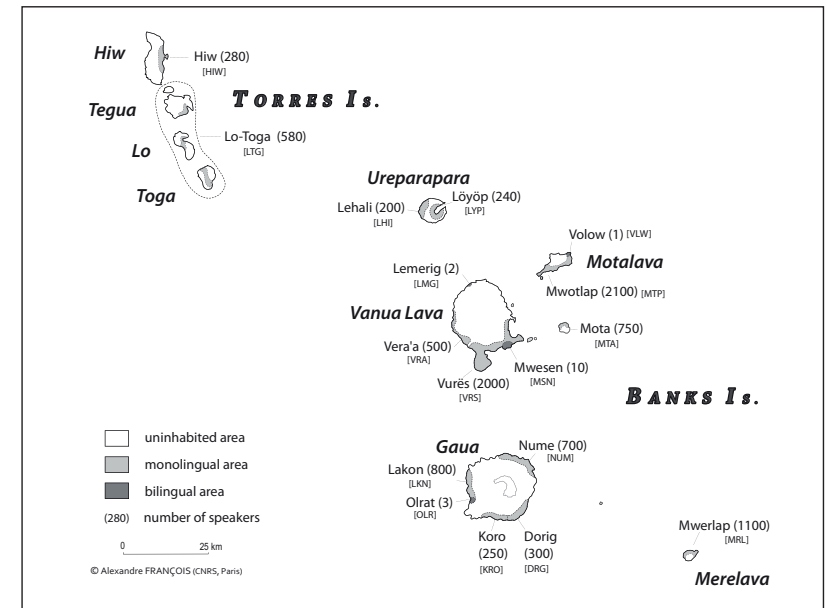 Hiw
Hiw (280)
[HIW]
TORRES Is.
Tegua
Lo-Toga (580)
[LTG]
Lo
Toga
Ureparapara
Löyöp (240)
[LYP]
Lehali (200)
[LHI]
Volow (1) [VLW]
Motalava
Mwotlap (2100) [MTP]
Lemerig (2)
[LMG]
Vanua Lava
Mota (750)
[MTA]
Vera'a (500)
[VRA]
Mwesen (10)
[MSN]
Vurës (2000)
[VRS]
BANKS Is.
uninhabited area
monolingual area
bilingual area
(280) number of speakers
0 25 km
© Alexandre FRANÇOIS (CNRS, Paris)
Gaua
Nume (700)
[NUM]
Lakon (800)
[LKN]
Olrat (3)
[OLR]
Koro
(250)
[KRO]
Dorig
(300)
[DRG]
Mwerlap (1100)
[MRL]
Merelava